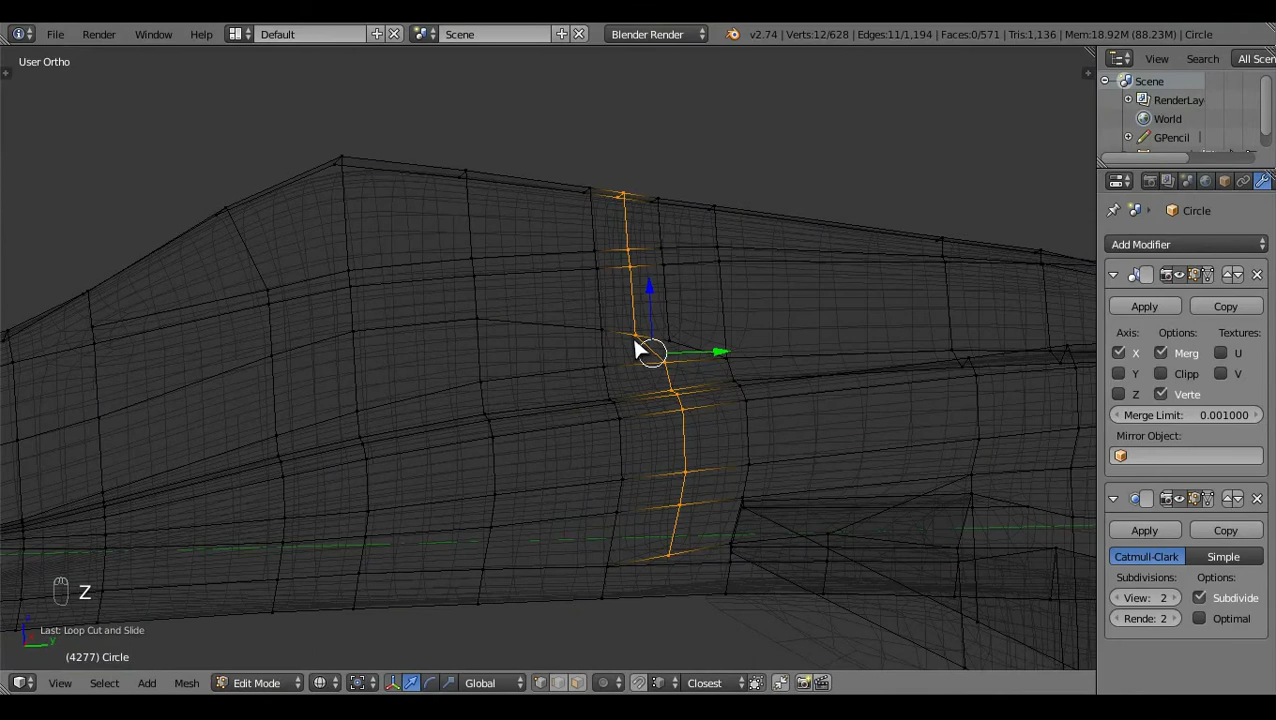 File Render Window Help Default Scene Blender Render v2.74 | Verts:12/628 | Edges:11/1,194 | Faces:0/571 | Tris:1,136 | Mem:18.92M (88.23M) | Circle
User Ortho
View Search All Scen
Scene
RenderLay
World
GPencil
Circle
Add Modifier
Apply Copy
Axis: Options: Textures:
X Merg U
Y Clipp V
Z Verte
Merge Limit: 0.001000
Mirror Object:
Apply Copy
Catmull-Clark Simple
Subdivisions: Options:
View: 2 Subdivide
Rende: 2 Optimal
Z
Last: Loop Cut and Slide
(4277) Circle
z
y
View Select Add Mesh Edit Mode Global Closest